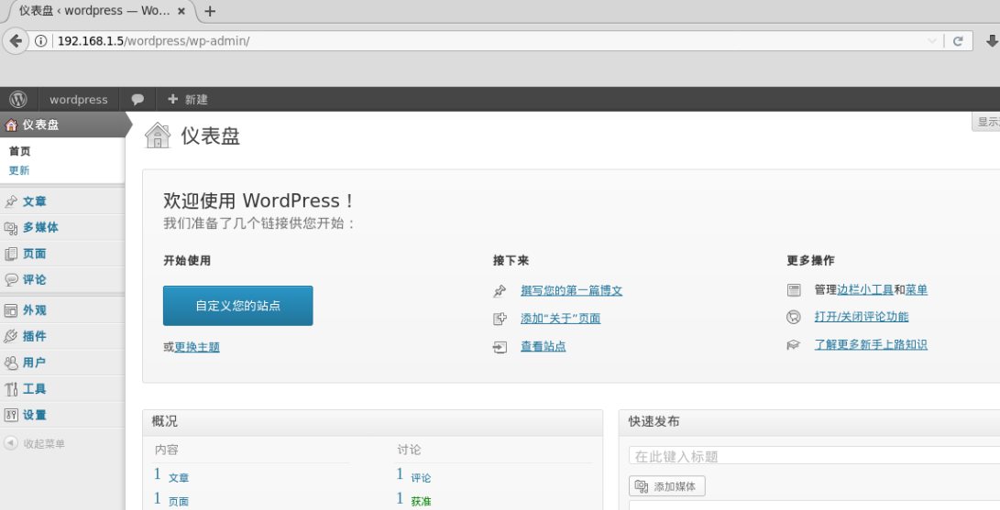 仪表盘 ‹ wordpress — Wo...
192.168.1.5/wordpress/wp-admin/
wordpress
新建
仪表盘
首页
更新
文章
多媒体
页面
评论
外观
插件
用户
工具
设置
收起菜单
仪表盘
显示
欢迎使用 WordPress！
我们准备了几个链接供您开始：
开始使用
自定义您的站点
或更换主题
接下来
撰写您的第一篇博文
添加“关于”页面
查看站点
更多操作
管理边栏小工具和菜单
打开/关闭评论功能
了解更多新手上路知识
概况
内容
1 文章
1 页面
讨论
1 评论
1 获准
快速发布
在此键入标题
添加媒体